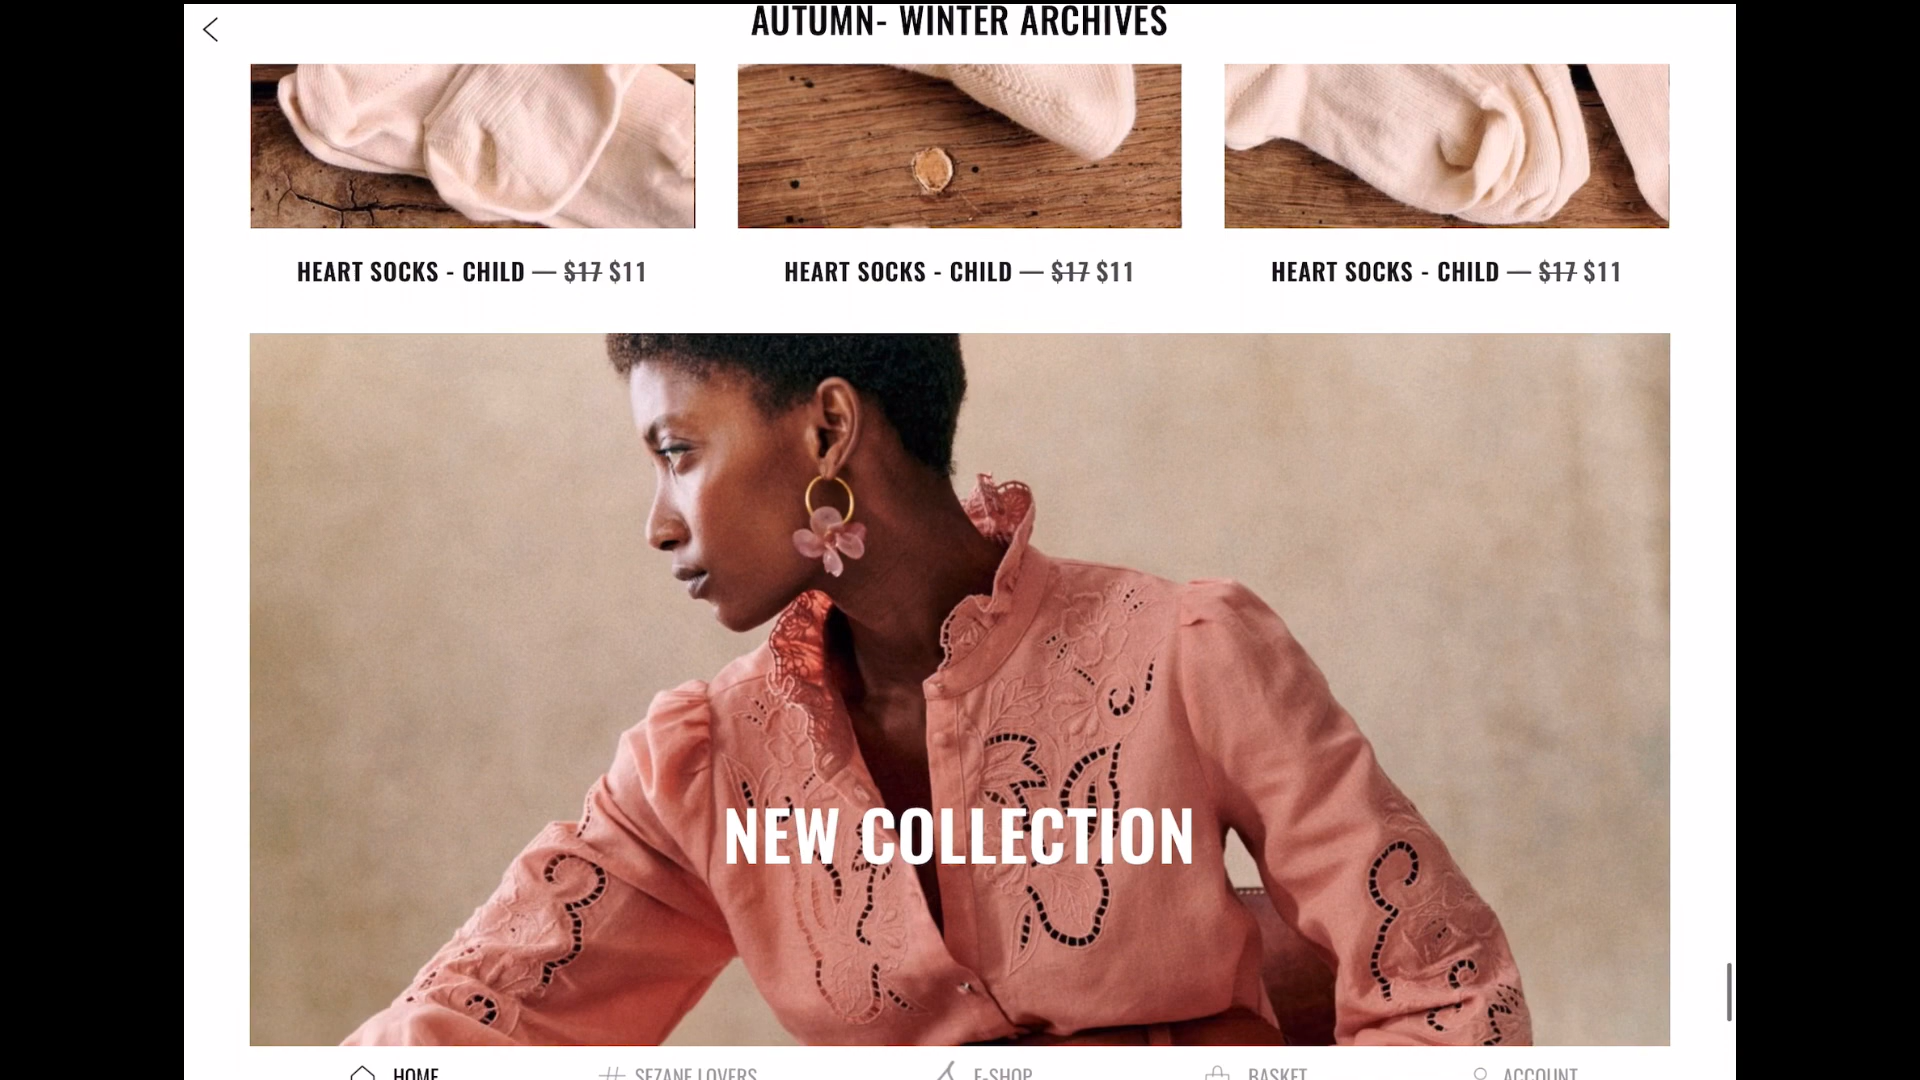 AUTUMN- WINTER ARCHIVES
HEART SOCKS - CHILD — $17 $11
HEART SOCKS - CHILD — $17 $11
HEART SOCKS - CHILD — $17 $11
NEW COLLECTION
HOME
SEZANE LOVERS
E-SHOP
BASKET
ACCOUNT